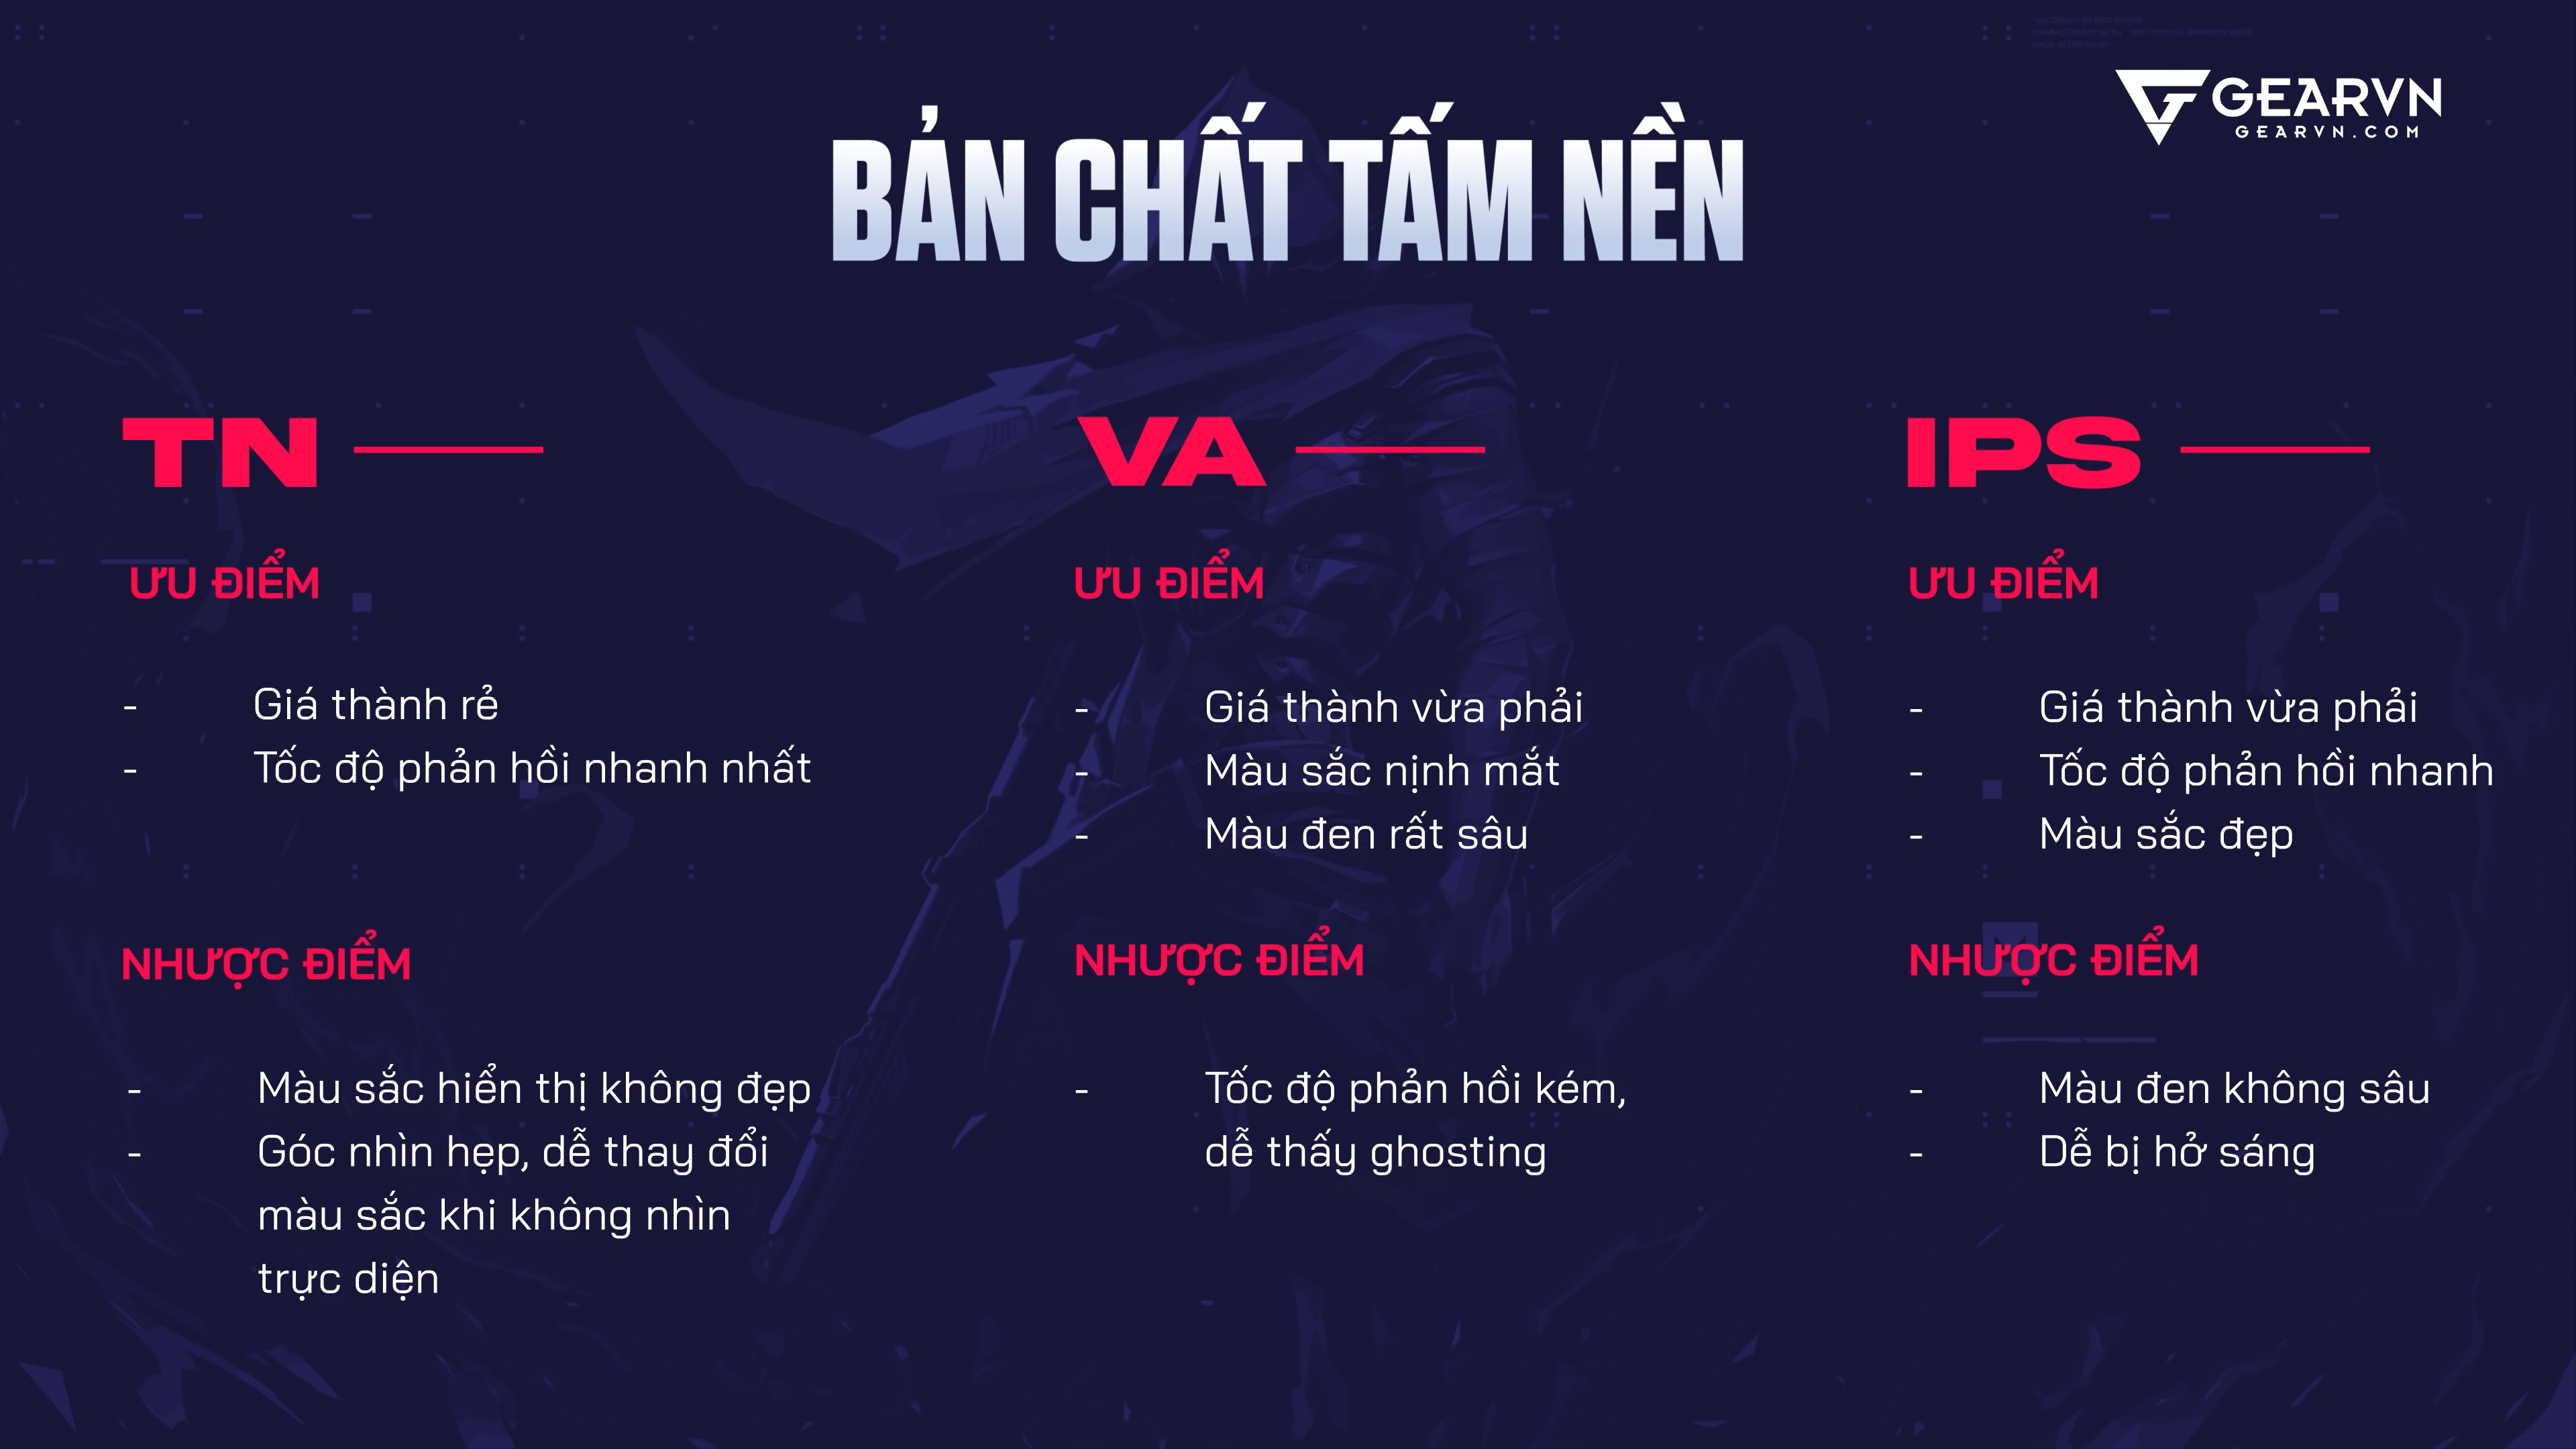 GEARVN
GEARVN.COM
BẢN CHẤT TẤM NỀN
TN
ƯU ĐIỂM
- Giá thành rẻ
- Tốc độ phản hồi nhanh nhất
NHƯỢC ĐIỂM
- Màu sắc hiển thị không đẹp
- Góc nhìn hẹp, dễ thay đổi
màu sắc khi không nhìn
trực diện
VA
ƯU ĐIỂM
- Giá thành vừa phải
- Màu sắc nịnh mắt
- Màu đen rất sâu
NHƯỢC ĐIỂM
- Tốc độ phản hồi kém,
dễ thấy ghosting
IPS
ƯU ĐIỂM
- Giá thành vừa phải
- Tốc độ phản hồi nhanh
- Màu sắc đẹp
NHƯỢC ĐIỂM
- Màu đen không sâu
- Dễ bị hở sáng